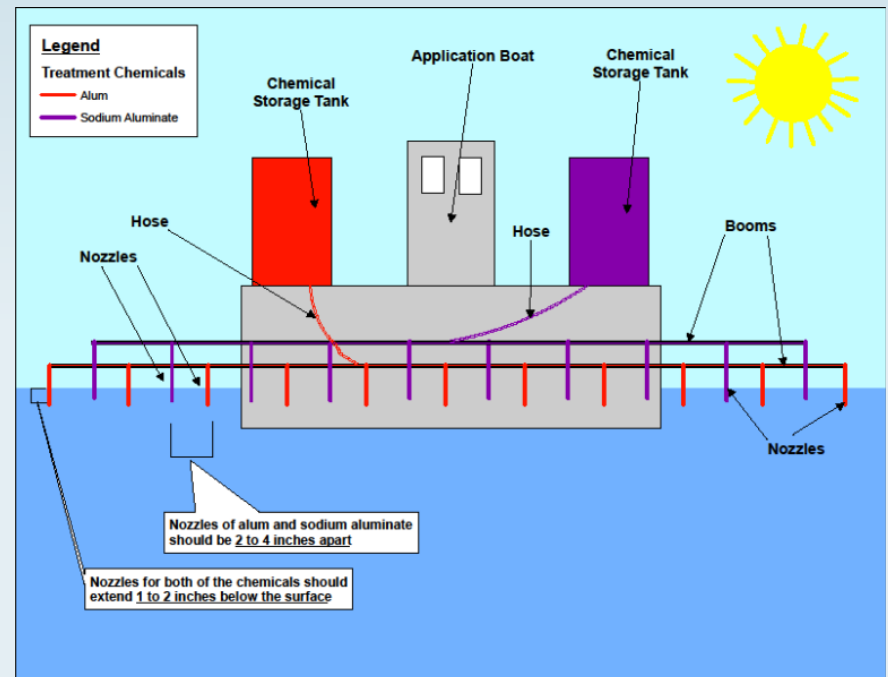 Legend
Treatment Chemicals
Alum
Sodium Aluminate
Chemical
Storage Tank
Application Boat
Chemical
Storage Tank
Hose
Hose
Booms
Nozzles
Nozzles
Nozzles of alum and sodium aluminate
should be 2 to 4 inches apart
Nozzles for both of the chemicals should
extend 1 to 2 inches below the surface